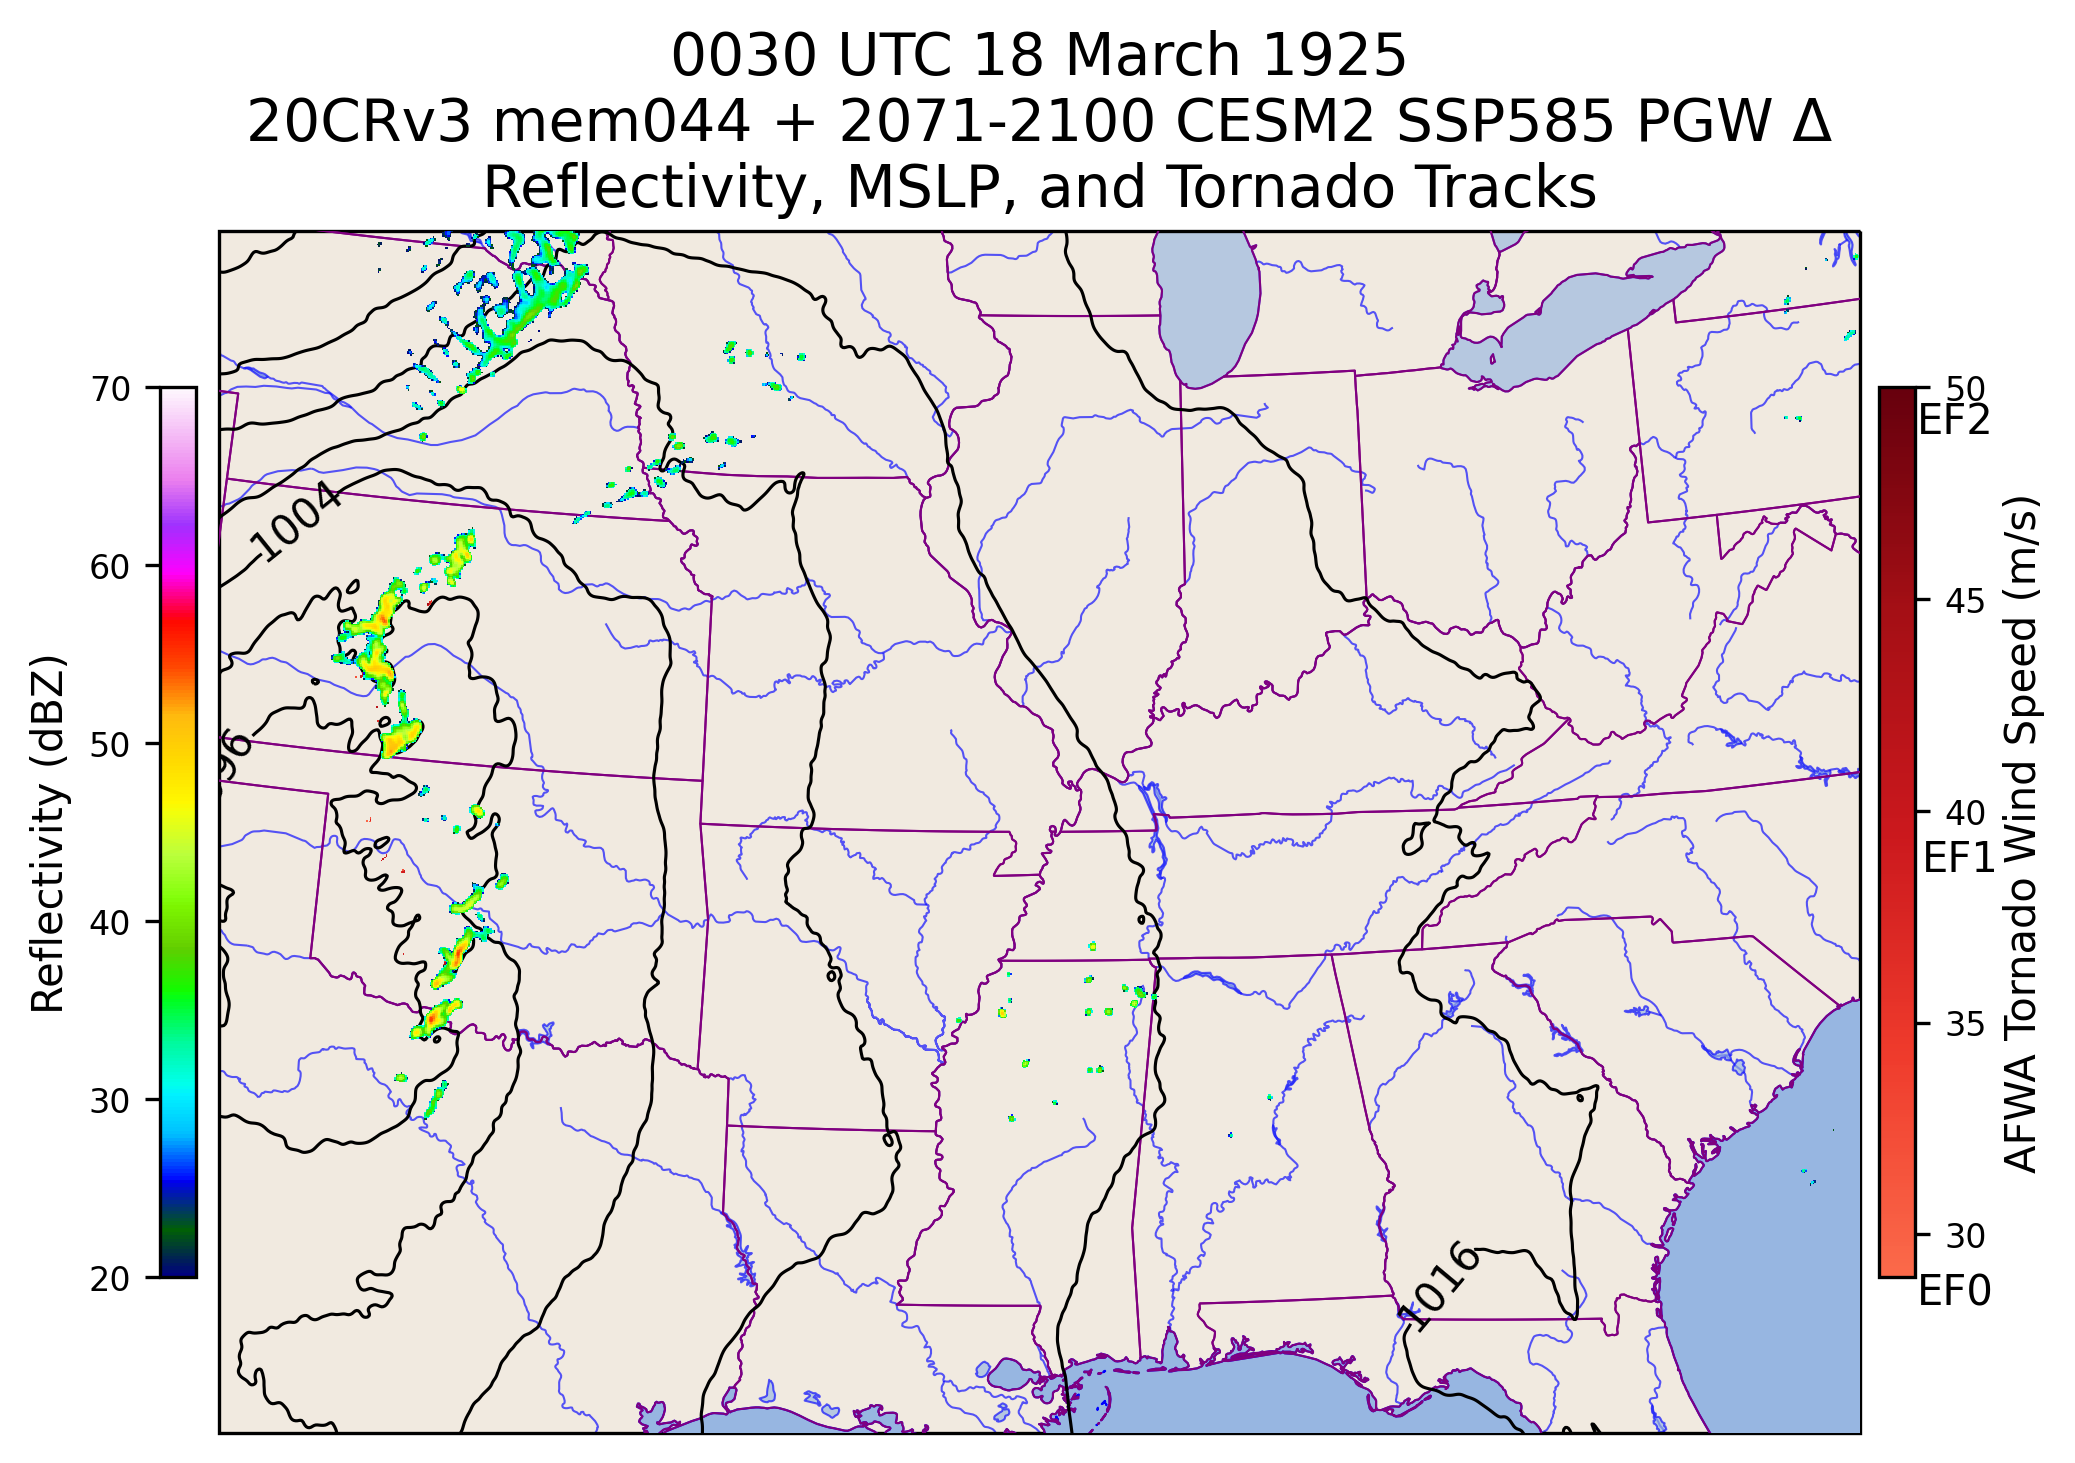 0030 UTC 18 March 1925
20CRv3 mem044 + 2071-2100 CESM2 SSP585 PGW Δ
Reflectivity, MSLP, and Tornado Tracks
70
60
50
40
30
20
Reflectivity (dBZ)
1004
96
1016
50
EF2
45
40
EF1
35
30
EF0
AFWA Tornado Wind Speed (m/s)